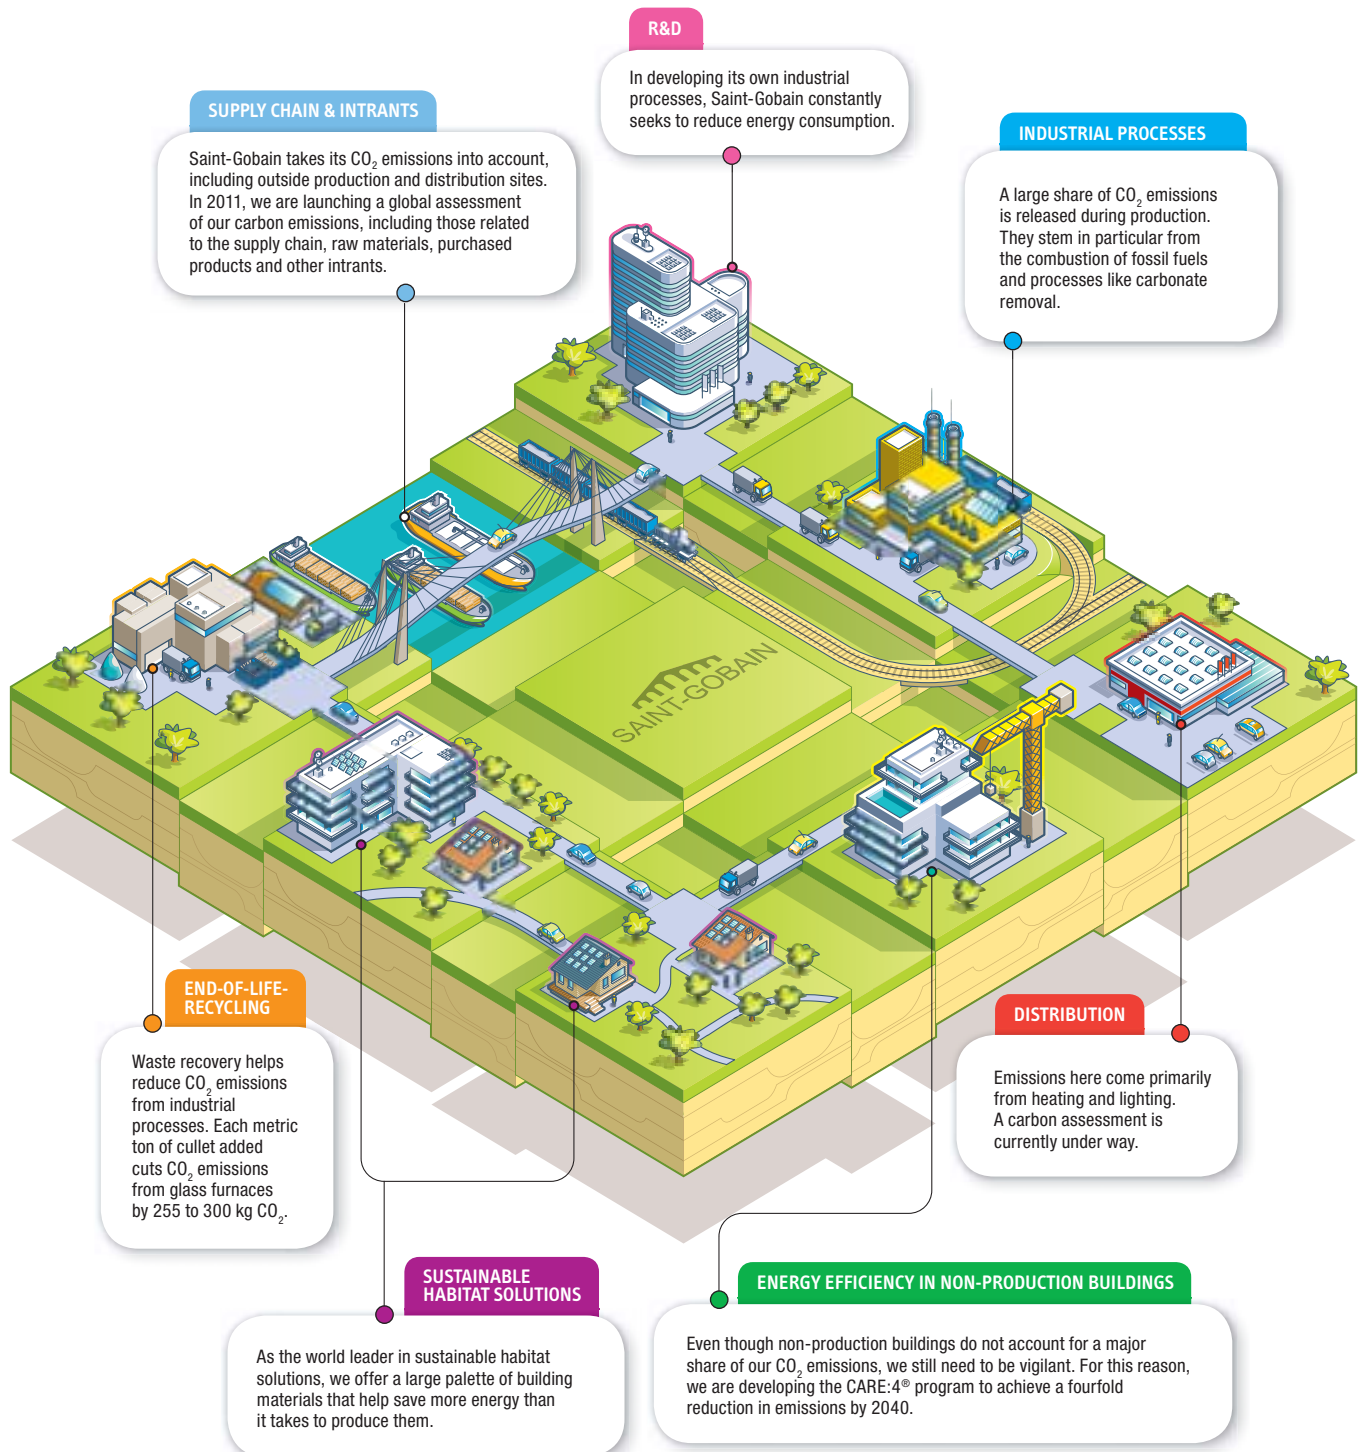 R&D
In developing its own industrial
processes, Saint-Gobain constantly
seeks to reduce energy consumption.
SUPPLY CHAIN & INTRANTS
Saint-Gobain takes its CO₂ emissions into account,
including outside production and distribution sites.
In 2011, we are launching a global assessment
of our carbon emissions, including those related
to the supply chain, raw materials, purchased
products and other intrants.
INDUSTRIAL PROCESSES
A large share of CO₂ emissions
is released during production.
They stem in particular from
the combustion of fossil fuels
and processes like carbonate
removal.
SAINT-GOBAIN
END-OF-LIFE-
RECYCLING
Waste recovery helps
reduce CO₂ emissions
from industrial
processes. Each metric
ton of cullet added
cuts CO₂ emissions
from glass furnaces
by 255 to 300 kg CO₂.
DISTRIBUTION
Emissions here come primarily
from heating and lighting.
A carbon assessment is
currently under way.
SUSTAINABLE
HABITAT SOLUTIONS
As the world leader in sustainable habitat
solutions, we offer a large palette of building
materials that help save more energy than
it takes to produce them.
ENERGY EFFICIENCY IN NON-PRODUCTION BUILDINGS
Even though non-production buildings do not account for a major
share of our CO₂ emissions, we still need to be vigilant. For this reason,
we are developing the CARE:4® program to achieve a fourfold
reduction in emissions by 2040.